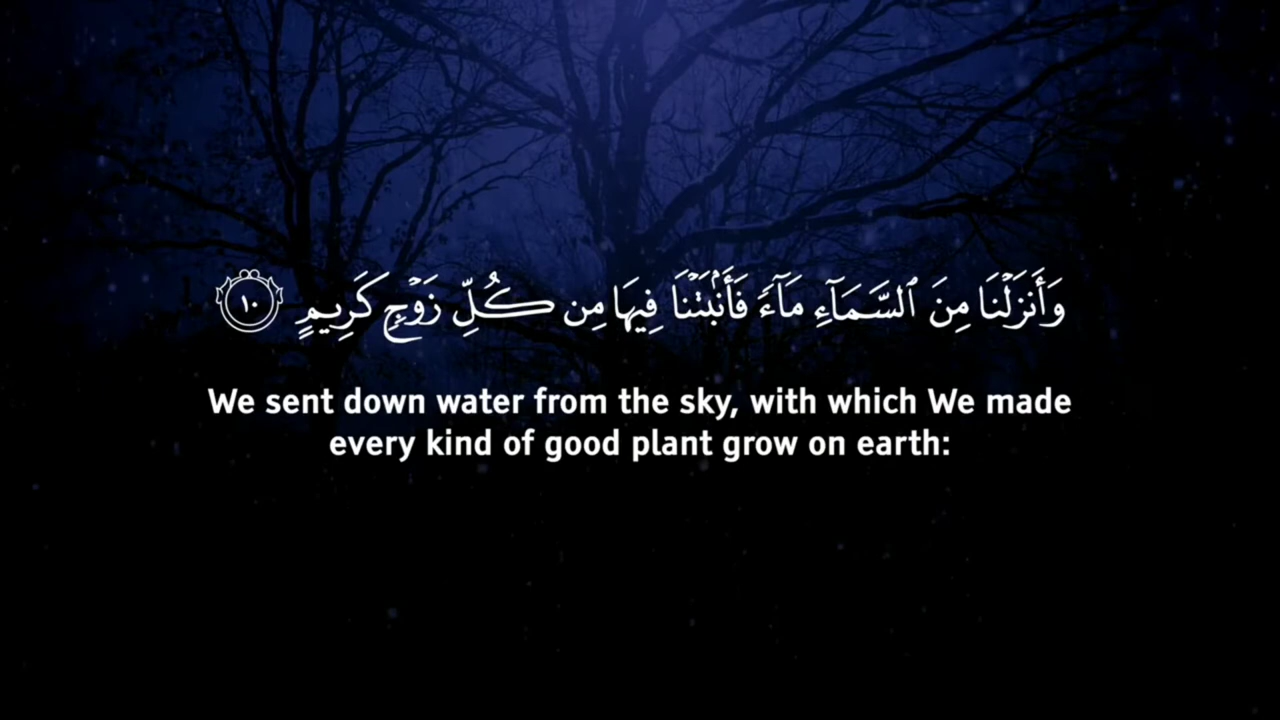 وَأَنزَلْنَا مِنَ ٱلسَّمَآءِ مَآءً فَأَنۢبَتْنَا فِيهَا مِن كُلِّ زَوْجٍ كَرِيمٍ ١٠
We sent down water from the sky, with which We made
every kind of good plant grow on earth: